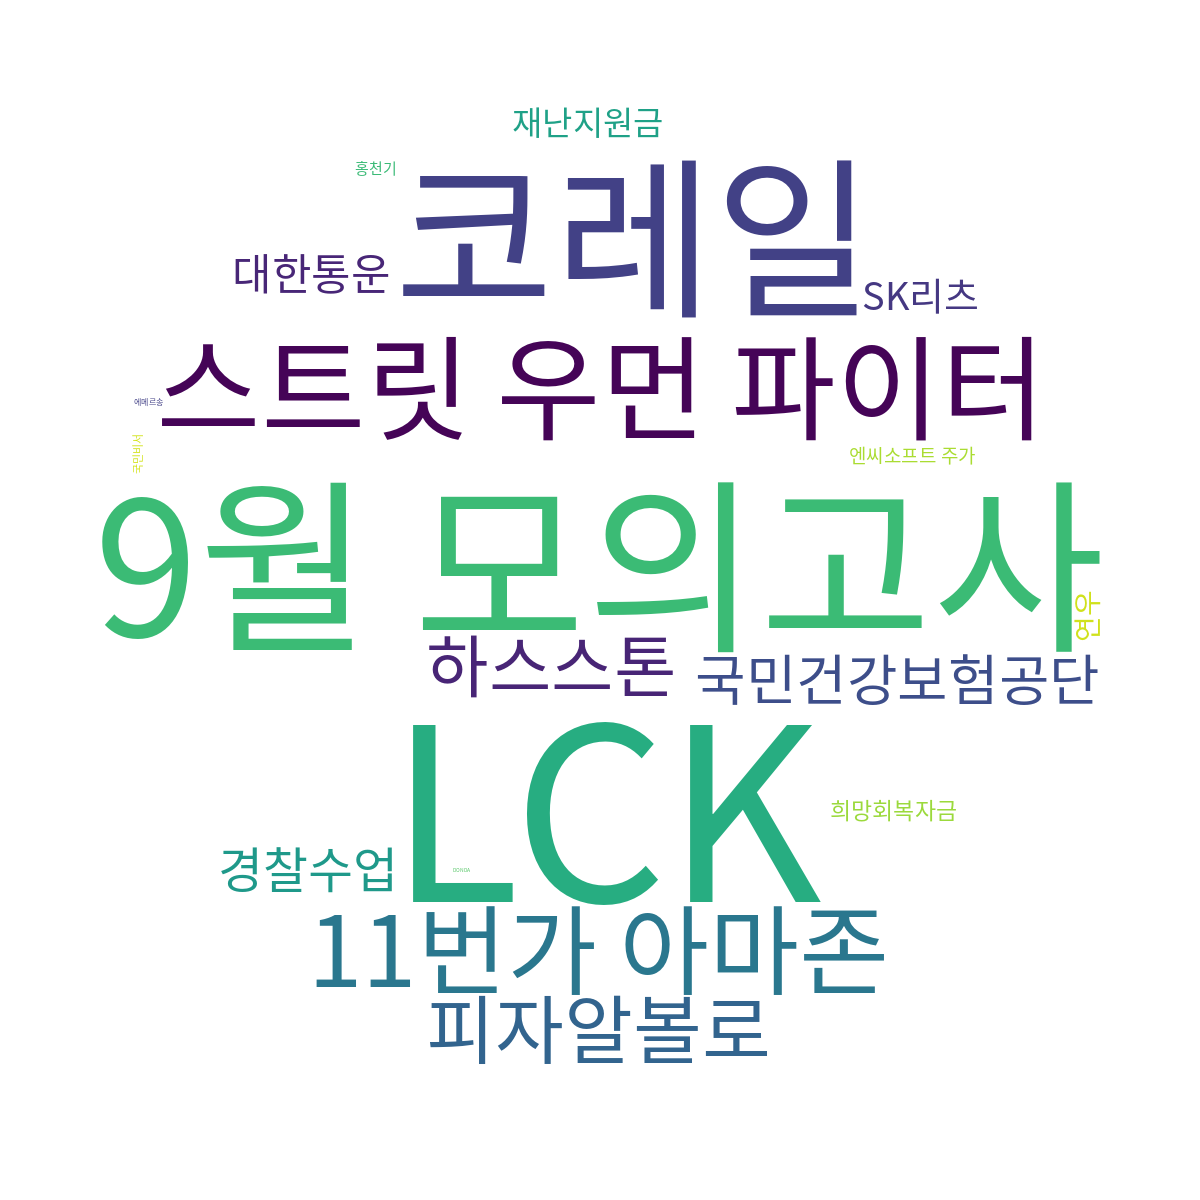 재난지원금
홍천기
코레일
대한통운
SK리츠
스트릿 우먼 파이터
에메르송
국민비서
엔씨소프트 주가
9월 모의고사
연우
하스스톤
국민건강보험공단
LCK
희망회복자금
경찰수업
DONDA
11번가 아마존
피자알볼로